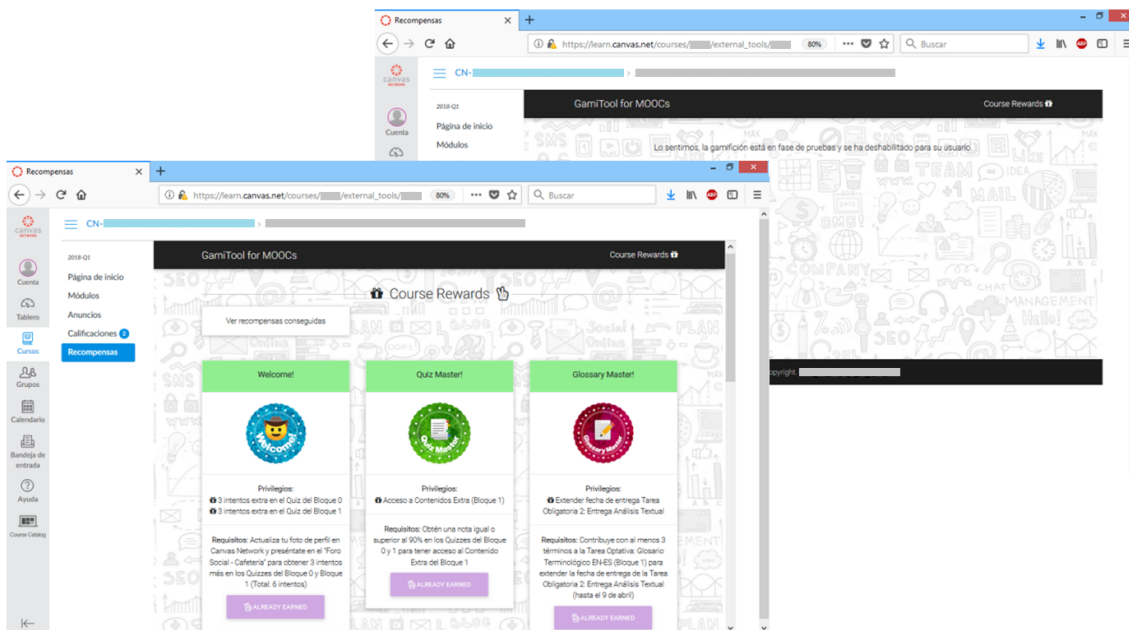 Recompensas
https://learn.canvas.net/courses/ /external_tools/
80%
Buscar
canvas
CN-
2018-Q1
Cuenta
Página de inicio
Módulos
GamiTool for MOOCs
Course Rewards
Lo sentimos, la gamifición está en fase de pruebas y se ha deshabilitado para su usuario
Recompensas
https://learn.canvas.net/courses/ /external_tools/
80%
Buscar
canvas
CN-
2018-Q1
Cuenta
Tablero
Cursos
Grupos
Calendario
Bandeja de
entrada
Ayuda
Course Catalog
Página de inicio
Módulos
Anuncios
Calificaciones 2
Recompensas
GamiTool for MOOCs
Course Rewards
Course Rewards
Ver recompensas conseguidas
Welcome!
Welcome!
Privilegios:
3 intentos extra en el Quiz del Bloque 0
3 intentos extra en el Quiz del Bloque 1
Requisitos: Actualiza tu foto de perfil en
Canvas Network y preséntate en el "Foro
Social - Cafetería" para obtener 3 intentos
más en los Quizzes del Bloque 0 y Bloque
1 (Total: 6 intentos)
ALREADY EARNED
Quiz Master!
Quiz Master
Privilegios:
Acceso a Contenidos Extra (Bloque 1)
Requisitos: Obtén una nota igual o
superior al 90% en los Quizzes del Bloque
0 y 1 para tener acceso al Contenido
Extra del Bloque 1
ALREADY EARNED
Glossary Master!
Glossary Master
Privilegios:
Extender fecha de entrega Tarea
Obligatoria 2: Entrega Análisis Textual
Requisitos: Contribuye con al menos 3
términos a la Tarea Optativa: Glosario
Terminológico EN-ES (Bloque 1) para
extender la fecha de entrega de la Tarea
Obligatoria 2: Entrega Análisis Textual
(hasta el 9 de abril)
ALREADY EARNED